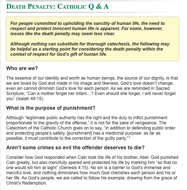 DEATH PENALTY: CATHOLIC Q & A
For people committed to upholding the sanctity of human life, the need to
respect and protect innocent human life is apparent. For some, however,
issues like the death penalty may seem less clear.
Although nothing can substitute for thorough catechesis, the following may
be helpful as a starting point for considering the death penalty within the
context of respect for God's gift of human life.
Who are we?
The essence of our identity and worth as human beings, the source of our dignity, is that
we are loved by God and made in his image and likeness. God's love doesn't change;
even sin cannot diminish God's love for each person. As we are reminded in Sacred
Scripture, "Can a mother forget her infant...? Even should she forget, I will never forget
you" (Isaiah 49:15).
What is the purpose of punishment?
Although "legitimate public authority has the right and the duty to inflict punishment
proportionate to the gravity of the offense," it is not for the sake of vengeance. The
Catechism of the Catholic Church goes on to say, "in addition to defending public order
and protecting people's safety, [punishment] has a medicinal purpose: as far as
possible, it must contribute to the correction of the guilty party."
Aren't some crimes so evil the offender deserves to die?
Consider how God responded when Cain took the life of his brother, Abel. God punished
Cain greatly, but also mercifully spared and protected his life by marking him "so that no
one would kill him at sight" (Genesis 4:15). No sin is a barrier to God's immense and
merciful love, and nothing diminishes how much God cherishes each person and his or
her life. As God's people, we are called to follow his example, drawing from the grace of
Christ's Redemption.